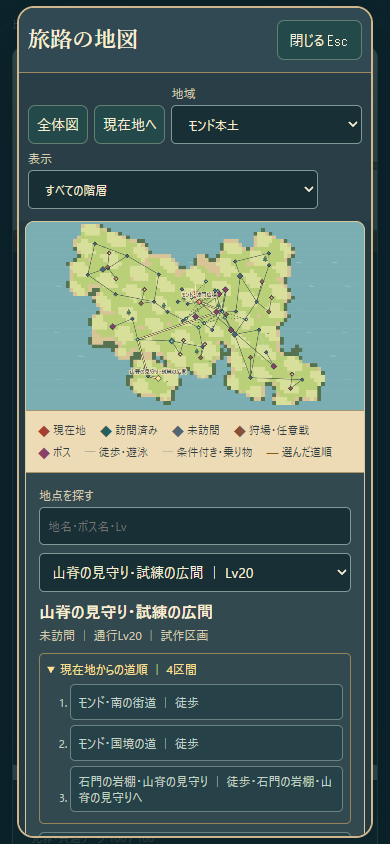 旅路の地図
閉じる Esc
地域
全体図
現在地へ
モンド本土
表示
すべての階層
現在地
訪問済み
未訪問
狩場・任意戦
ボス
徒歩・遊泳
条件付き・乗り物
選んだ道順
地点を探す
地名・ボス名・Lv
山脊の見守り・試練の広間 | Lv20
山脊の見守り・試練の広間
未訪問 | 通行Lv20 | 試作区画
▼ 現在地からの道順 | 4区間
1. モンド・南の街道 | 徒歩
2. モンド・国境の道 | 徒歩
3. 石門の岩棚・山脊の見守り | 徒歩・石門の岩棚・山
脊の見守りへ